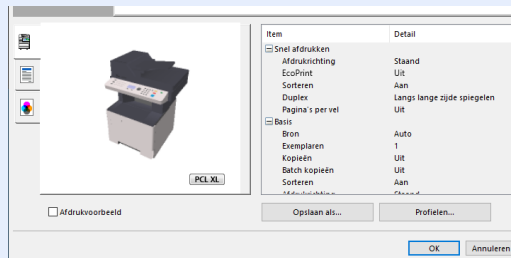 Item Detail
Snel afdrukken
Afdrukrichting Staand
EcoPrint Uit
Sorteren Aan
Duplex Langs lange zijde spiegelen
Pagina's per vel Uit
Basis
Bron Auto
Exemplaren 1
Kopieën Uit
Batch kopieën Uit
Sorteren Aan
Afdrukrichting Staand
PCL XL
Afdrukvoorbeeld
Opslaan als... Profielen...
OK Annuleren